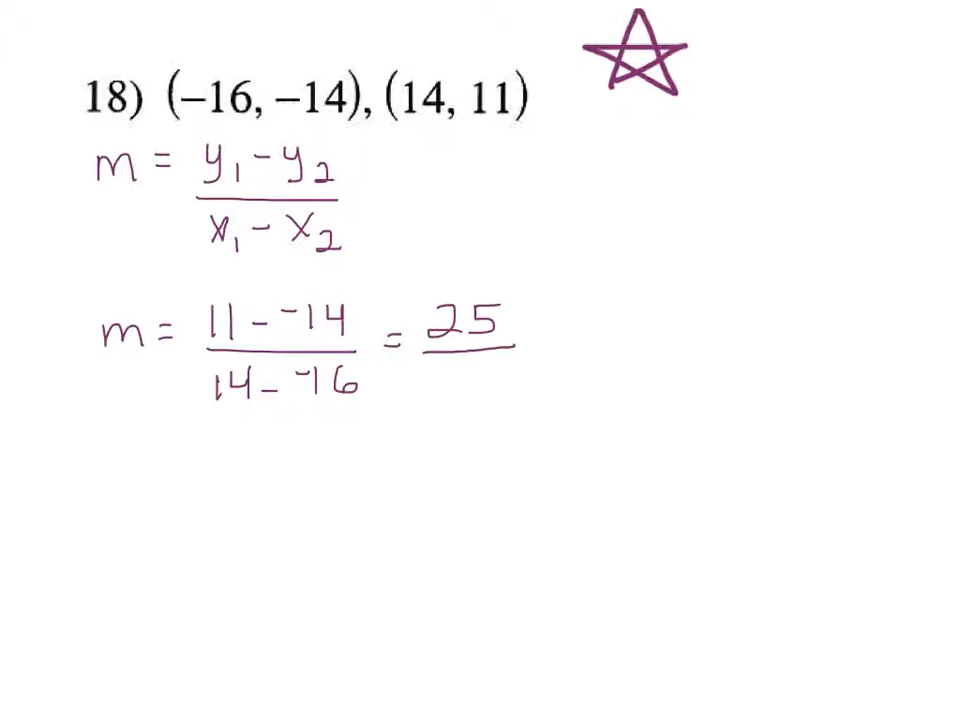 18) (−16, −14), (14, 11)
m = y₁ - y₂
x₁ - x₂
m = 11 - ⁻14 = 25
14 - ⁻16